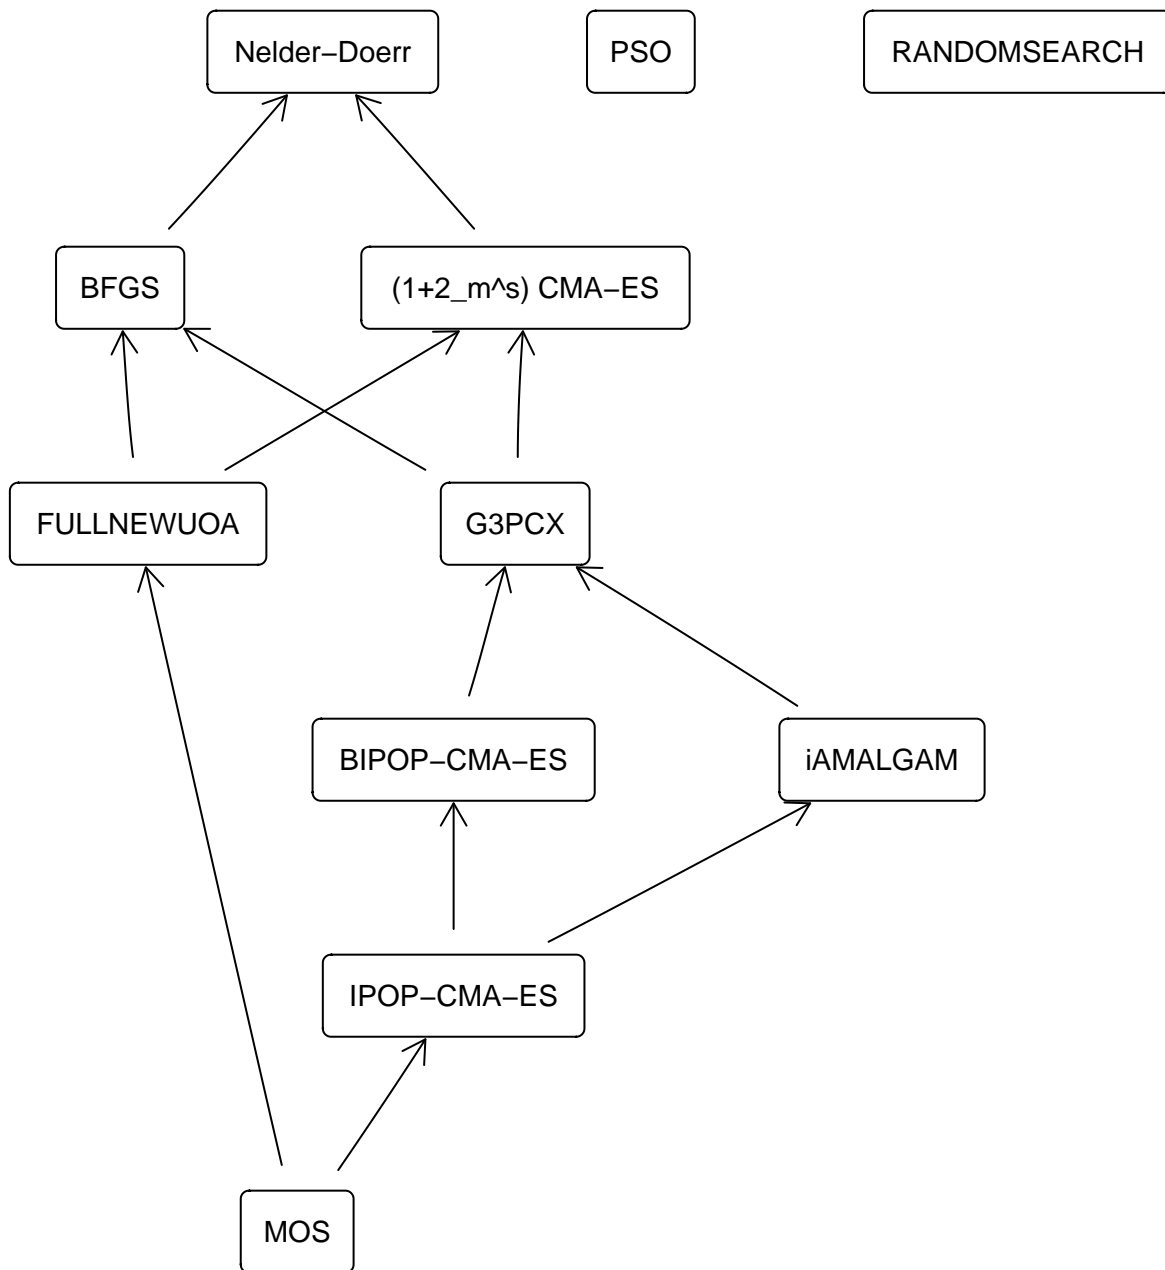 Nelder−Doerr
PSO
RANDOMSEARCH
BFGS
(1+2_m^s) CMA−ES
FULLNEWUOA
G3PCX
BIPOP−CMA−ES
iAMALGAM
IPOP−CMA−ES
MOS